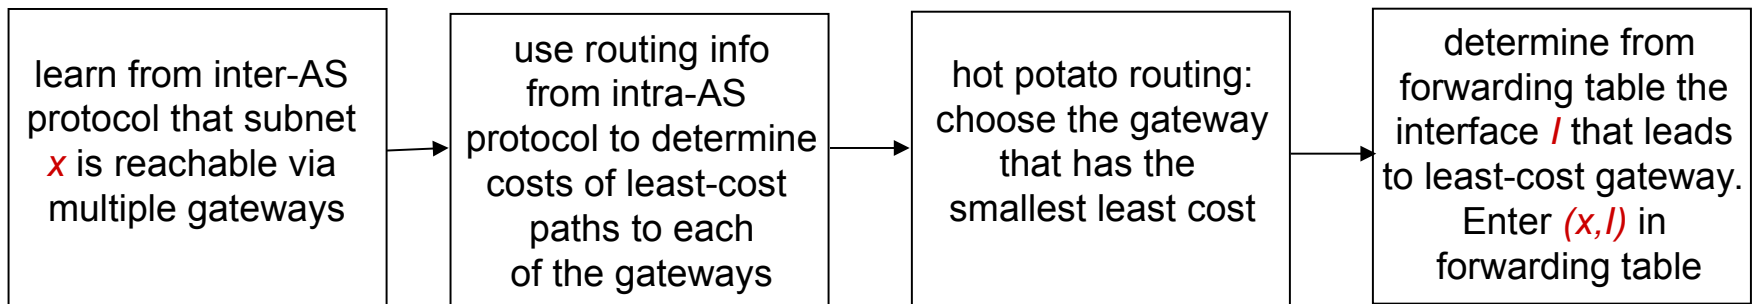 learn from inter-AS
protocol that subnet
x is reachable via
multiple gateways
use routing info
from intra-AS
protocol to determine
costs of least-cost
paths to each
of the gateways
hot potato routing:
choose the gateway
that has the
smallest least cost
determine from
forwarding table the
interface I that leads
to least-cost gateway.
Enter (x,I) in
forwarding table